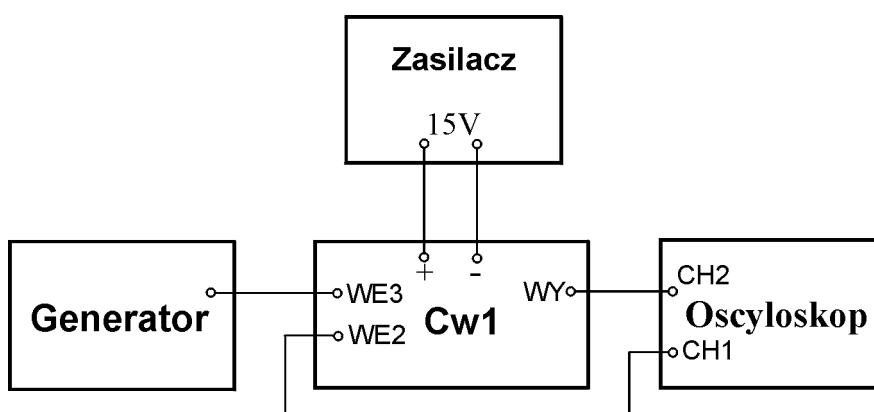 Zasilacz
15V
+ -
WE3
WE2
WY
CH2
CH1
Generator
Cw1
Oscyloskop